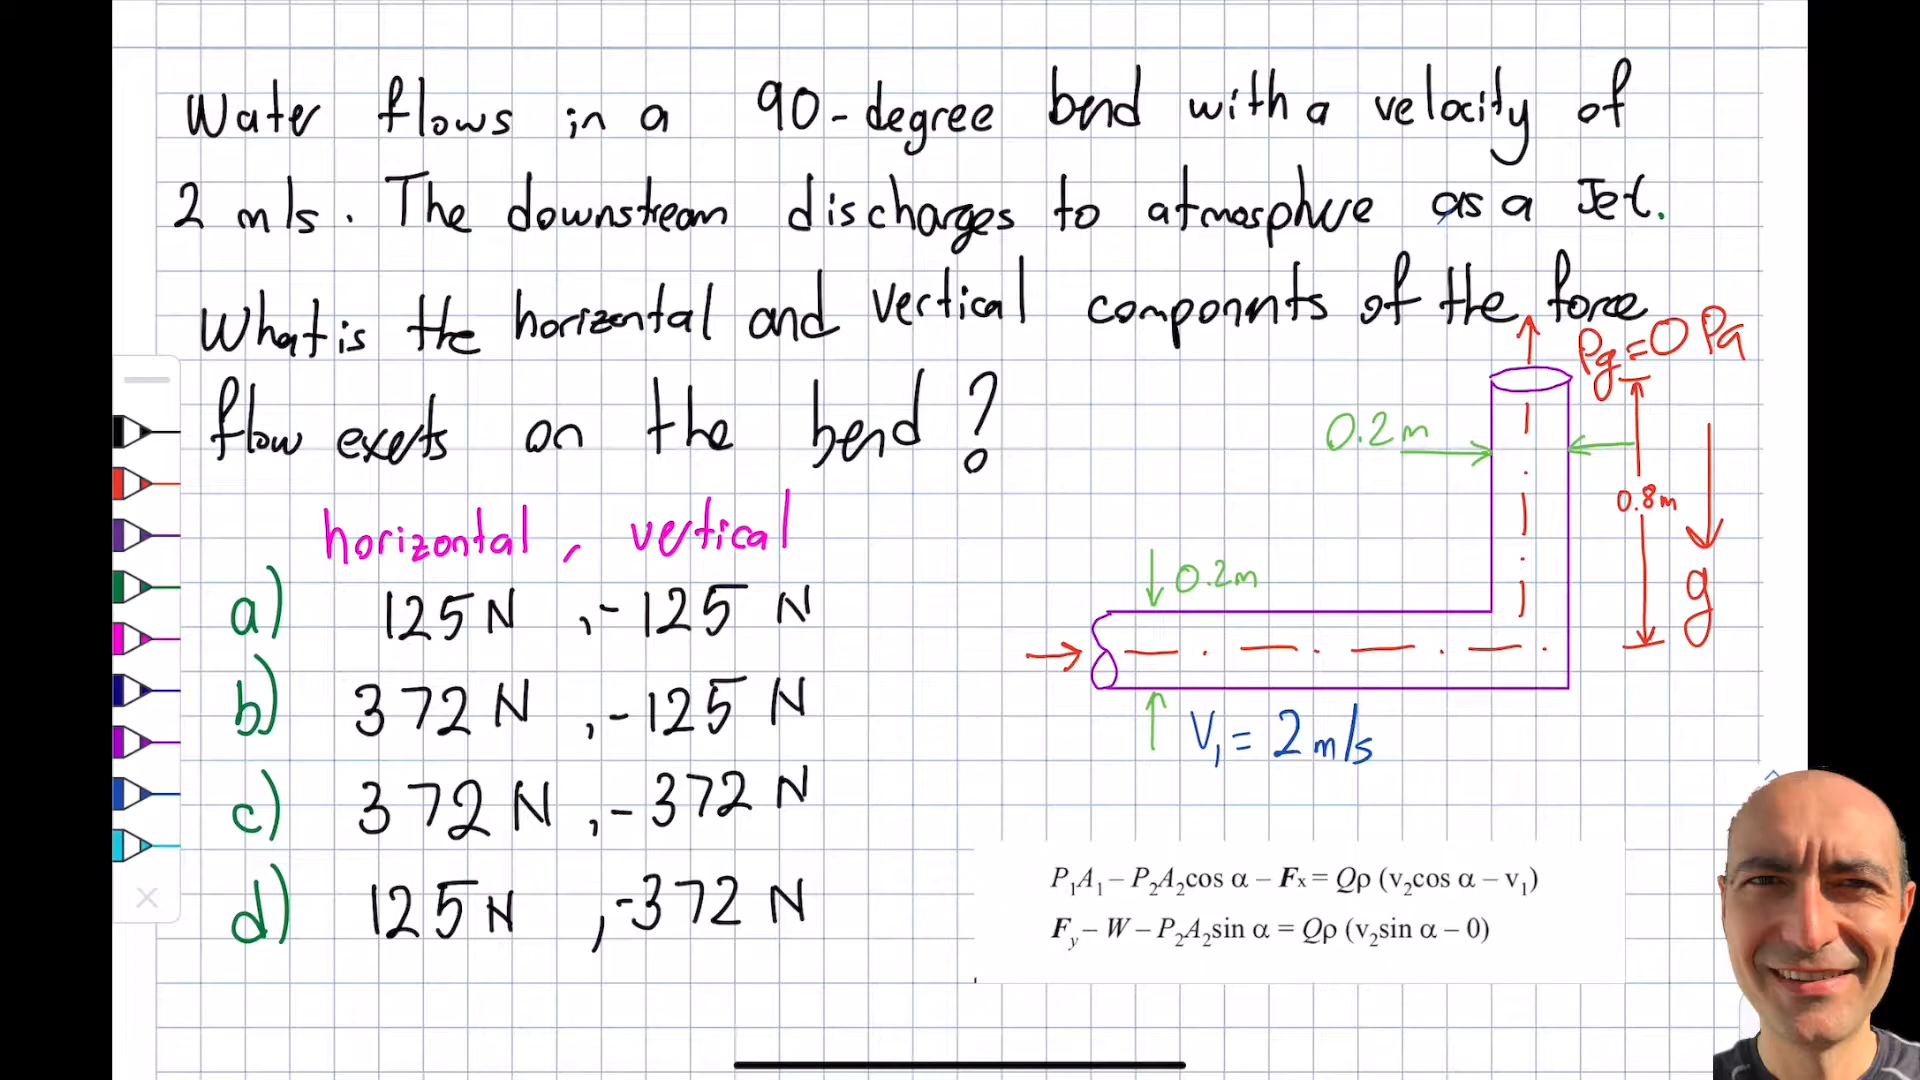 Water flows in a 90-degree bend with a velocity of
2 m/s. The downstream discharges to atmosphere as a Jet.
What is the horizontal and vertical components of the force
flow exerts on the bend?
Pg=0 Pa
0.2m
0.8m
g
0.2m
V₁ = 2 m/s
horizontal, vertical
a) 125 N , -125 N
b) 372 N , -125 N
c) 372 N , -372 N
d) 125 N , -372 N
P₁A₁ – P₂A₂cos α – Fx = Qρ (v₂cos α – v₁)
Fy – W – P₂A₂sin α = Qρ (v₂sin α – 0)